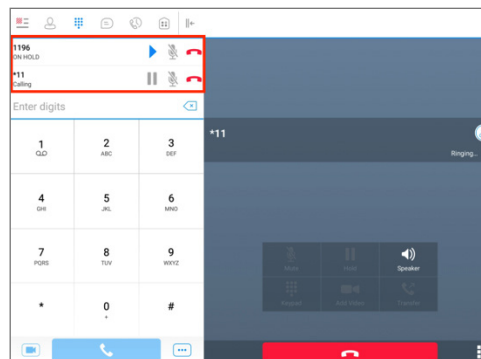 1196
ON HOLD
*11
Calling
Enter digits
1
2
ABC
3
DEF
4
GHI
5
JKL
6
MNO
7
PQRS
8
TUV
9
WXYZ
*
0
+
#
*11
Ringing..
Mute
Hold
Speaker
Keypad
Add Video
Transfer